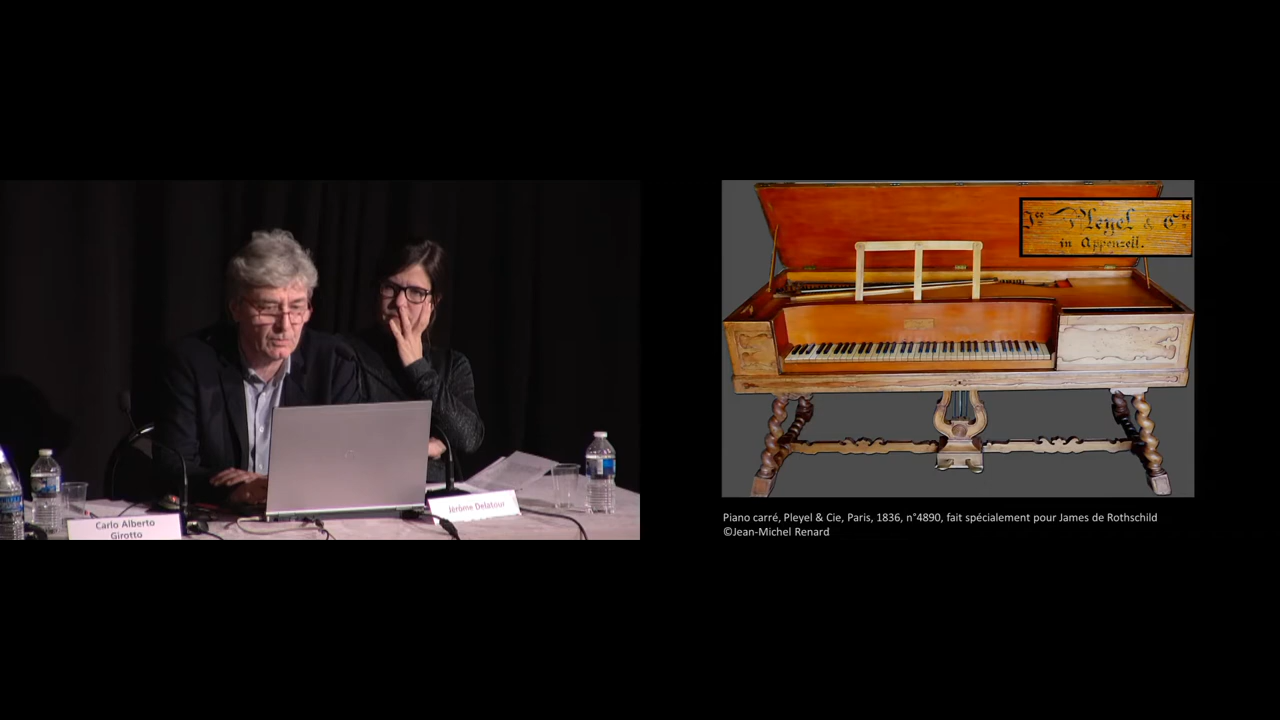 Carlo Alberto
Girotto
Jérôme Delatour
Pleyel & Cie
in Appenzell.
Piano carré, Pleyel & Cie, Paris, 1836, n°4890, fait spécialement pour James de Rothschild
©Jean-Michel Renard